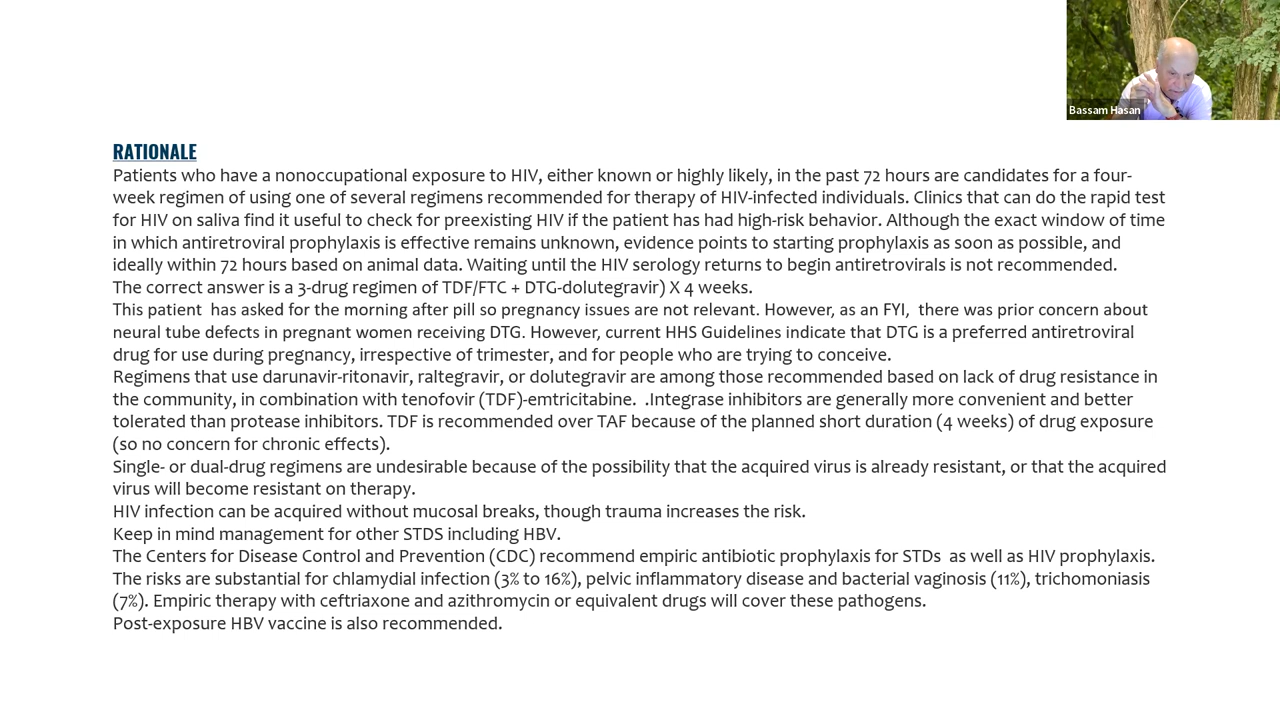 Bassam Hasan
RATIONALE
Patients who have a nonoccupational exposure to HIV, either known or highly likely, in the past 72 hours are candidates for a four-
week regimen of using one of several regimens recommended for therapy of HIV-infected individuals. Clinics that can do the rapid test
for HIV on saliva find it useful to check for preexisting HIV if the patient has had high-risk behavior. Although the exact window of time
in which antiretroviral prophylaxis is effective remains unknown, evidence points to starting prophylaxis as soon as possible, and
ideally within 72 hours based on animal data. Waiting until the HIV serology returns to begin antiretrovirals is not recommended.
The correct answer is a 3-drug regimen of TDF/FTC + DTG-dolutegravir) X 4 weeks.
This patient  has asked for the morning after pill so pregnancy issues are not relevant. However, as an FYI,  there was prior concern about
neural tube defects in pregnant women receiving DTG. However, current HHS Guidelines indicate that DTG is a preferred antiretroviral
drug for use during pregnancy, irrespective of trimester, and for people who are trying to conceive.
Regimens that use darunavir-ritonavir, raltegravir, or dolutegravir are among those recommended based on lack of drug resistance in
the community, in combination with tenofovir (TDF)-emtricitabine.  .Integrase inhibitors are generally more convenient and better
tolerated than protease inhibitors. TDF is recommended over TAF because of the planned short duration (4 weeks) of drug exposure
(so no concern for chronic effects).
Single- or dual-drug regimens are undesirable because of the possibility that the acquired virus is already resistant, or that the acquired
virus will become resistant on therapy.
HIV infection can be acquired without mucosal breaks, though trauma increases the risk.
Keep in mind management for other STDS including HBV.
The Centers for Disease Control and Prevention (CDC) recommend empiric antibiotic prophylaxis for STDs  as well as HIV prophylaxis.
The risks are substantial for chlamydial infection (3% to 16%), pelvic inflammatory disease and bacterial vaginosis (11%), trichomoniasis
(7%). Empiric therapy with ceftriaxone and azithromycin or equivalent drugs will cover these pathogens.
Post-exposure HBV vaccine is also recommended.